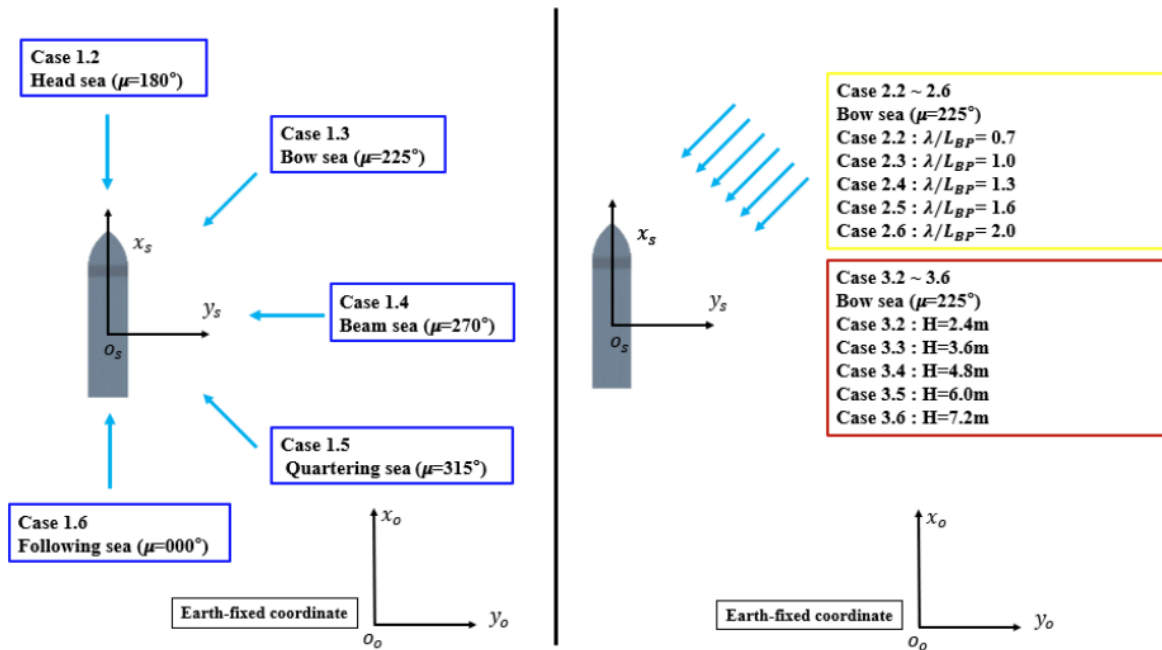 Case 1.2
Head sea (μ=180°)
Case 1.3
Bow sea (μ=225°)
x_s
y_s
o_s
Case 1.4
Beam sea (μ=270°)
Case 1.5
Quartering sea (μ=315°)
Case 1.6
Following sea (μ=000°)
x_o
Earth-fixed coordinate
y_o
o_o
Case 2.2 ~ 2.6
Bow sea (μ=225°)
Case 2.2 : λ/L_BP= 0.7
Case 2.3 : λ/L_BP= 1.0
Case 2.4 : λ/L_BP= 1.3
Case 2.5 : λ/L_BP= 1.6
Case 2.6 : λ/L_BP= 2.0
x_s
y_s
o_s
Case 3.2 ~ 3.6
Bow sea (μ=225°)
Case 3.2 : H=2.4m
Case 3.3 : H=3.6m
Case 3.4 : H=4.8m
Case 3.5 : H=6.0m
Case 3.6 : H=7.2m
x_o
Earth-fixed coordinate
y_o
o_o